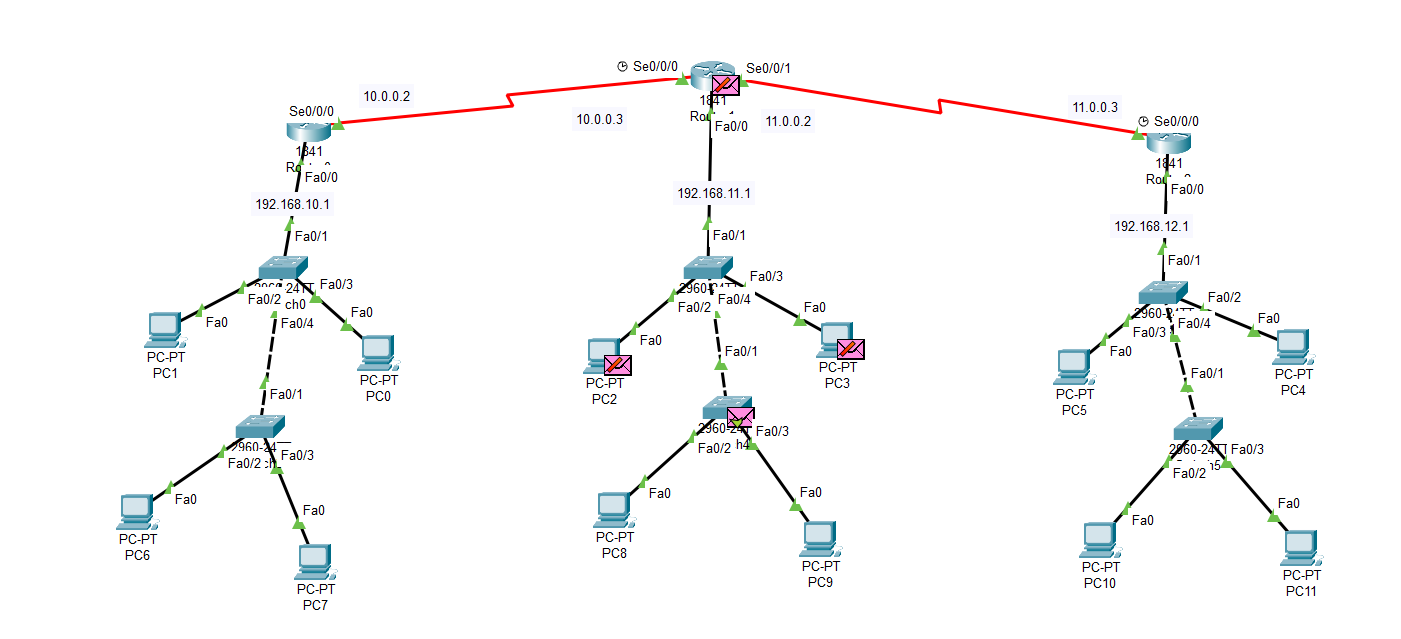 Se0/0/0
Se0/0/1
10.0.0.2
Se0/0/0
1841
10.0.0.3
1841
Fa0/0
11.0.0.2
11.0.0.3
Se0/0/0
1841
Fa0/0
Fa0/0
192.168.10.1
192.168.11.1
192.168.12.1
Fa0/1
Fa0/1
Fa0/1
Fa0/3
Fa0/2
Fa0/4
Fa0
Fa0
PC-PT
PC1
PC-PT
PC0
Fa0/3
Fa0/2
Fa0/4
Fa0
Fa0
PC-PT
PC2
PC-PT
PC3
Fa0/2
Fa0/3
Fa0/4
Fa0
Fa0
PC-PT
PC5
PC-PT
PC4
Fa0/1
Fa0/2
Fa0/3
Fa0
Fa0
PC-PT
PC6
PC-PT
PC7
Fa0/1
Fa0/2
Fa0/3
Fa0
Fa0
PC-PT
PC8
PC-PT
PC9
Fa0/1
2960-24TT
Fa0/3
Fa0/2
Fa0
Fa0
PC-PT
PC10
PC-PT
PC11